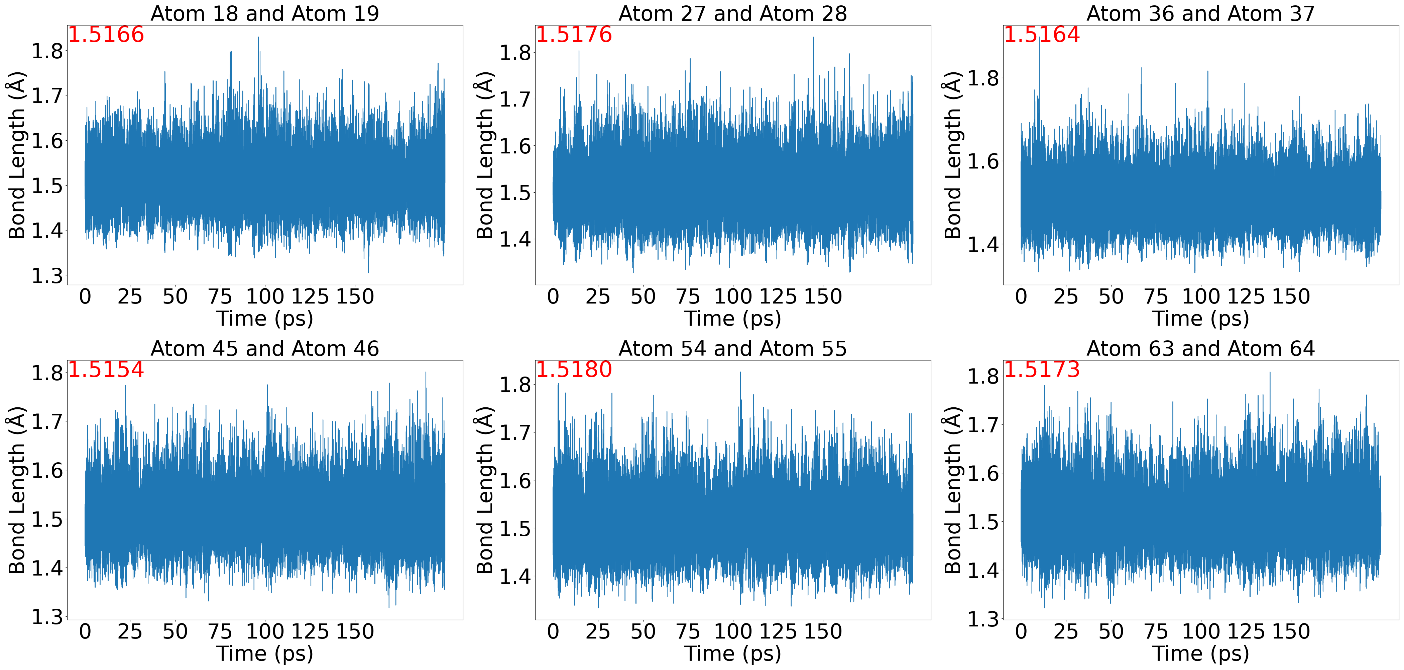 Atom 18 and Atom 19
1.5166
Bond Length (Å)
1.8
1.7
1.6
1.5
1.4
1.3
0 25 50 75 100 125 150
Time (ps)
Atom 27 and Atom 28
1.5176
Bond Length (Å)
1.8
1.7
1.6
1.5
1.4
0 25 50 75 100 125 150
Time (ps)
Atom 36 and Atom 37
1.5164
Bond Length (Å)
1.8
1.6
1.4
0 25 50 75 100 125 150
Time (ps)
Atom 45 and Atom 46
1.5154
Bond Length (Å)
1.8
1.7
1.6
1.5
1.4
1.3
0 25 50 75 100 125 150
Time (ps)
Atom 54 and Atom 55
1.5180
Bond Length (Å)
1.8
1.7
1.6
1.5
1.4
0 25 50 75 100 125 150
Time (ps)
Atom 63 and Atom 64
1.5173
Bond Length (Å)
1.8
1.7
1.6
1.5
1.4
1.3
0 25 50 75 100 125 150
Time (ps)